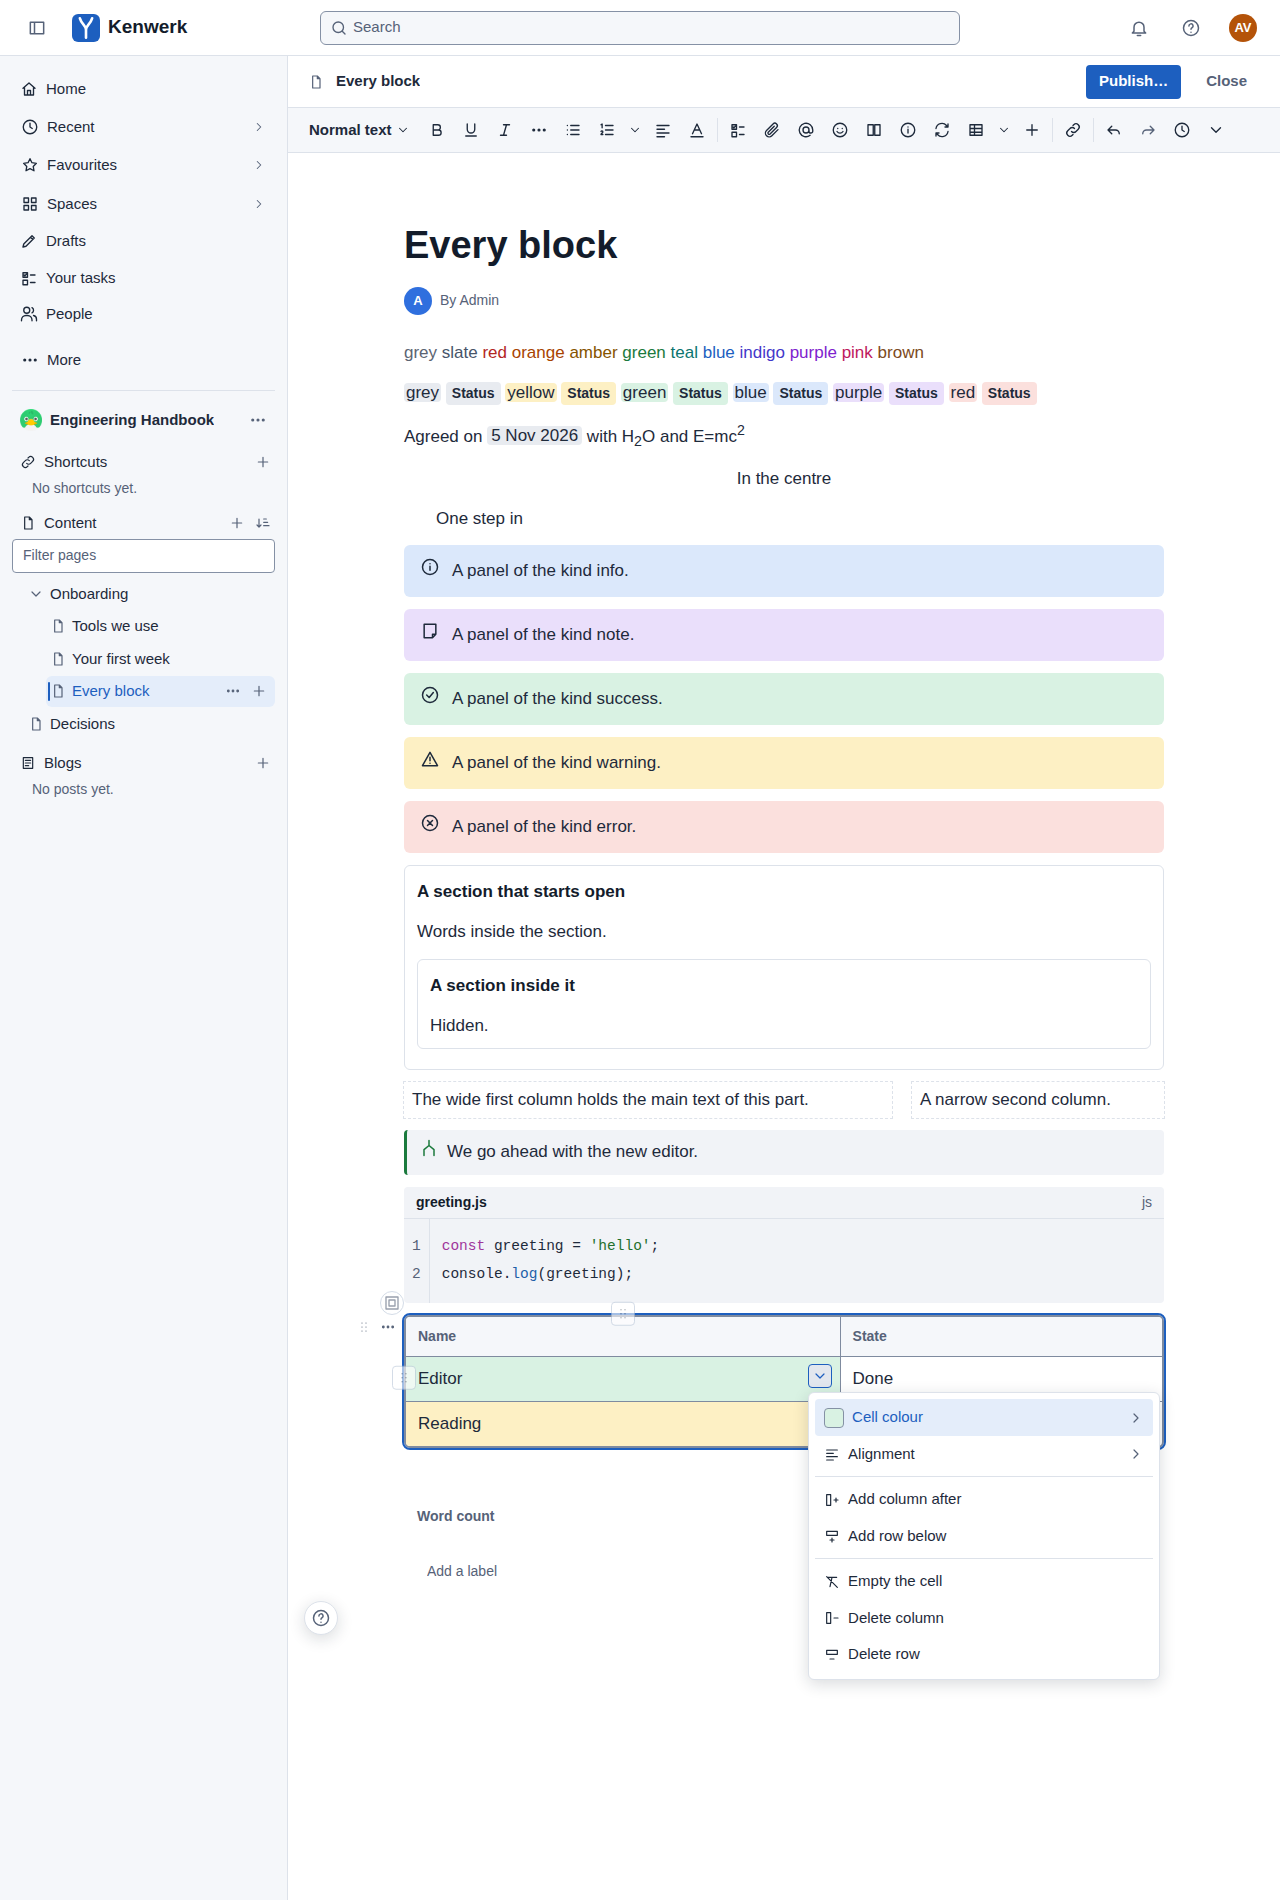 Kenwerk
Search
AV
Home
Recent
Favourites
Spaces
Drafts
Your tasks
People
More
Engineering Handbook
Shortcuts
No shortcuts yet.
Content
Filter pages
Onboarding
Tools we use
Your first week
Every block
Decisions
Blogs
No posts yet.
Every block
Publish…
Close
Normal text
Every block
A By Admin
grey slate red orange amber green teal blue indigo purple pink brown
grey Status yellow Status green Status blue Status purple Status red Status
Agreed on 5 Nov 2026 with H2O and E=mc2
In the centre
One step in
A panel of the kind info.
A panel of the kind note.
A panel of the kind success.
A panel of the kind warning.
A panel of the kind error.
A section that starts open
Words inside the section.
A section inside it
Hidden.
The wide first column holds the main text of this part.
A narrow second column.
We go ahead with the new editor.
greeting.js js
1 const greeting = 'hello';
2 console.log(greeting);
Name State
Editor Done
Reading
Cell colour
Alignment
Add column after
Add row below
Empty the cell
Delete column
Delete row
Word count
Add a label